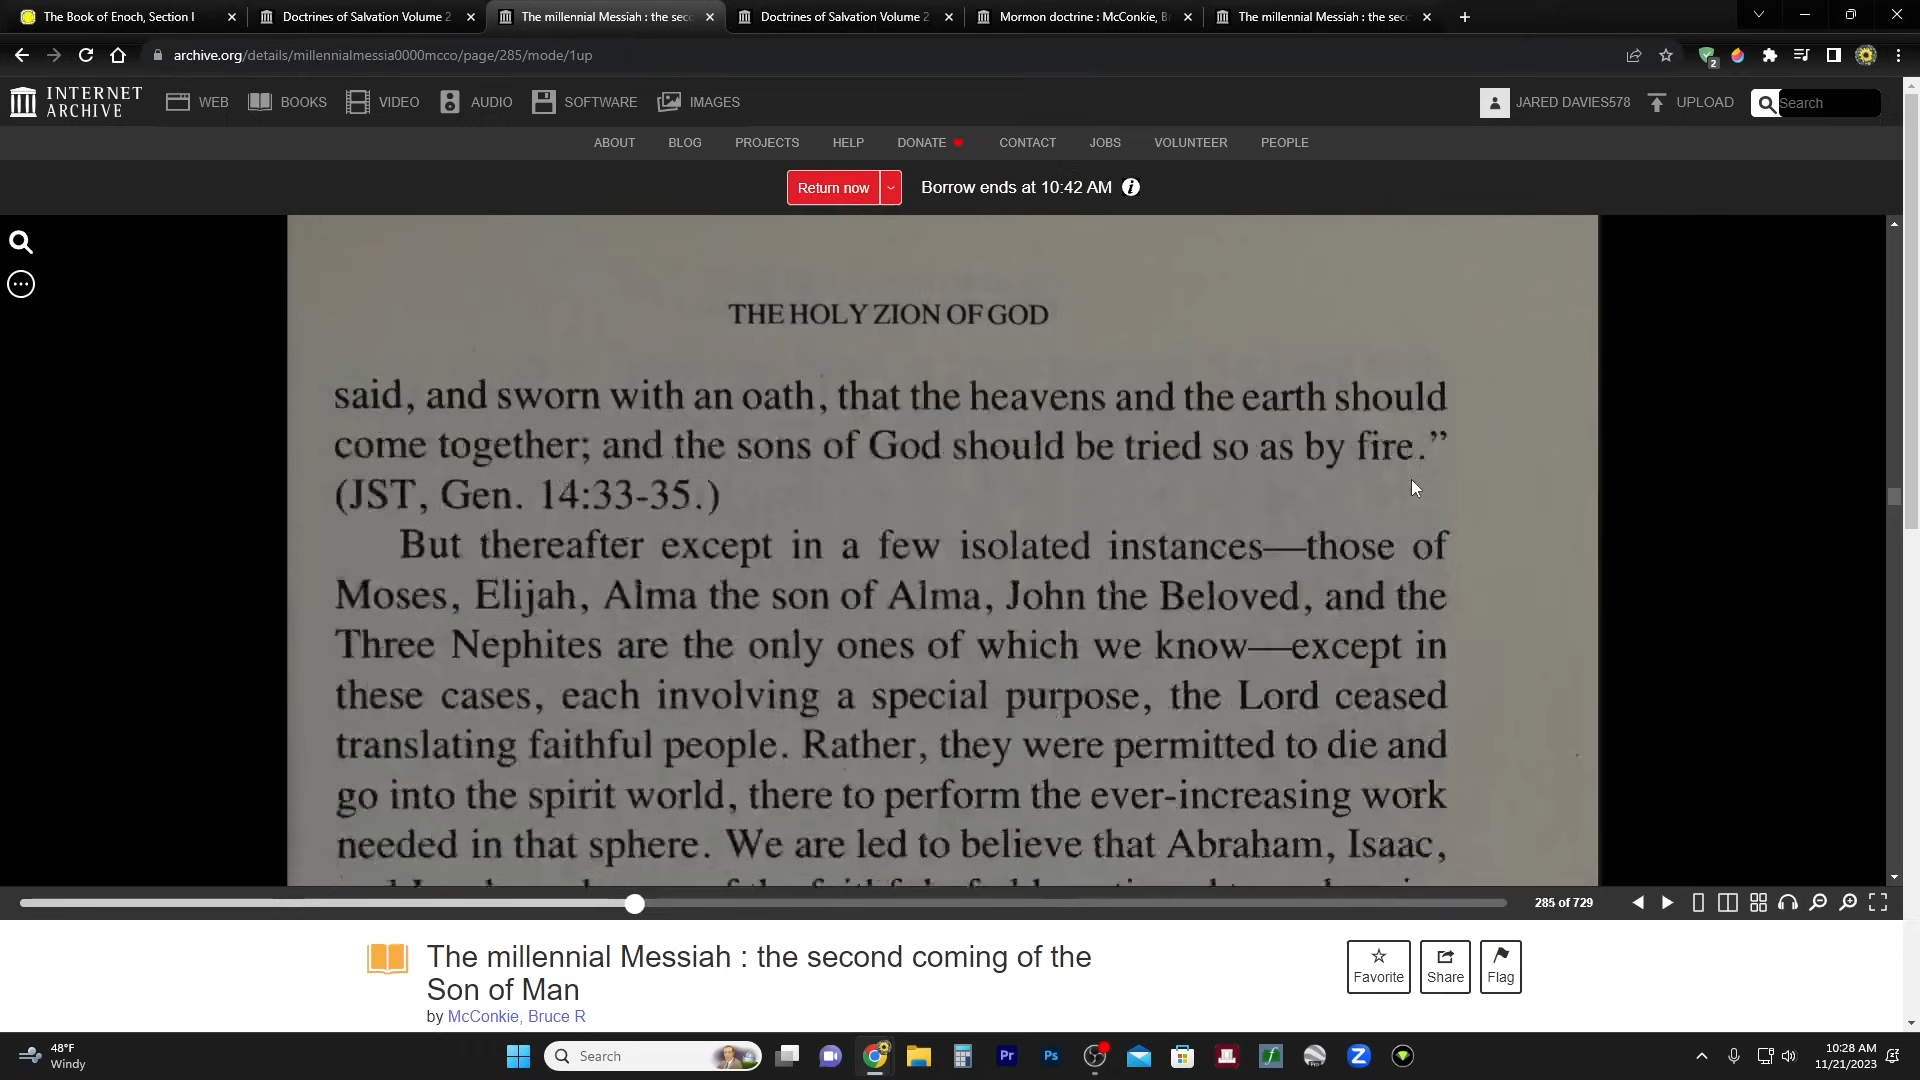 The Book of Enoch, Section I
Doctrines of Salvation Volume 2
The millennial Messiah : the sec
Doctrines of Salvation Volume 2
Mormon doctrine : McConkie, B
The millennial Messiah : the sec
archive.org/details/millennialmessia0000mcco/page/285/mode/1up
2
INTERNET
ARCHIVE
WEB
BOOKS
VIDEO
AUDIO
SOFTWARE
IMAGES
JARED DAVIES578
UPLOAD
Search
ABOUT
BLOG
PROJECTS
HELP
DONATE
CONTACT
JOBS
VOLUNTEER
PEOPLE
Return now
Borrow ends at 10:42 AM
THE HOLY ZION OF GOD
said, and sworn with an oath, that the heavens and the earth should
come together; and the sons of God should be tried so as by fire."
(JST, Gen. 14:33-35.)
But thereafter except in a few isolated instances—those of
Moses, Elijah, Alma the son of Alma, John the Beloved, and the
Three Nephites are the only ones of which we know—except in
these cases, each involving a special purpose, the Lord ceased
translating faithful people. Rather, they were permitted to die and
go into the spirit world, there to perform the ever-increasing work
needed in that sphere. We are led to believe that Abraham, Isaac,
285 of 729
The millennial Messiah : the second coming of the
Son of Man
by McConkie, Bruce R
Favorite
Share
Flag
48°F
Windy
Search
Pr
Ps
10:28 AM
11/21/2023